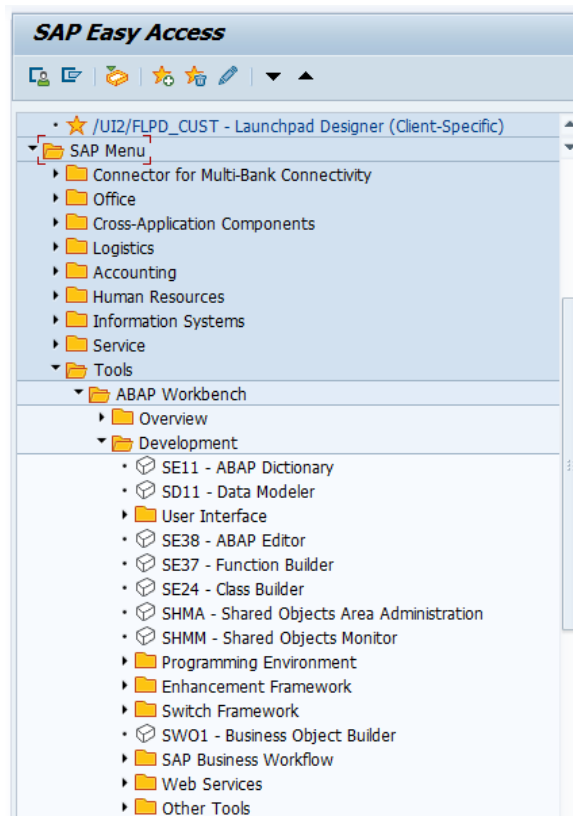 SAP Easy Access
/UI2/FLPD_CUST - Launchpad Designer (Client-Specific)
SAP Menu
Connector for Multi-Bank Connectivity
Office
Cross-Application Components
Logistics
Accounting
Human Resources
Information Systems
Service
Tools
ABAP Workbench
Overview
Development
SE11 - ABAP Dictionary
SD11 - Data Modeler
User Interface
SE38 - ABAP Editor
SE37 - Function Builder
SE24 - Class Builder
SHMA - Shared Objects Area Administration
SHMM - Shared Objects Monitor
Programming Environment
Enhancement Framework
Switch Framework
SWO1 - Business Object Builder
SAP Business Workflow
Web Services
Other Tools